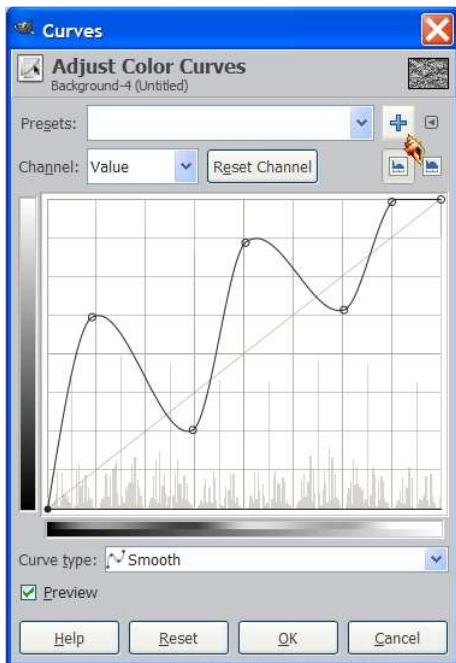 Curves
Adjust Color Curves
Background-4 (Untitled)
Presets:
Channel: Value Reset Channel
Curve type: Smooth
Preview
Help Reset OK Cancel